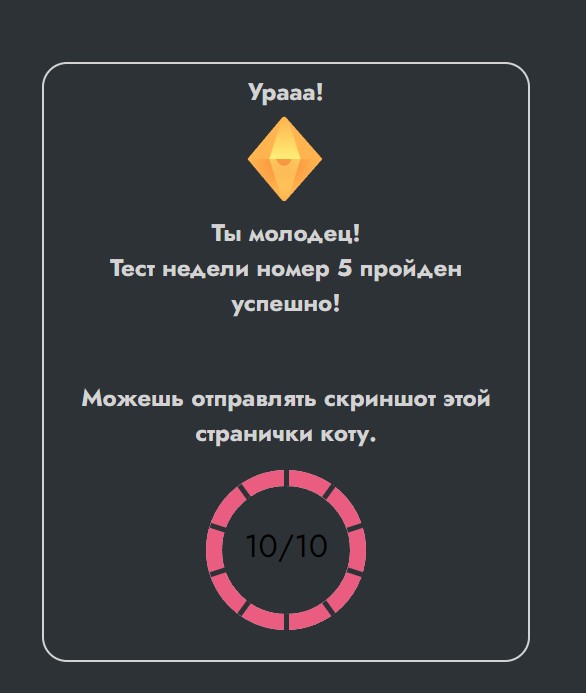 Урааа!
Ты молодец!
Тест недели номер 5 пройден
успешно!
Можешь отправлять скриншот этой
странички коту.
10/10